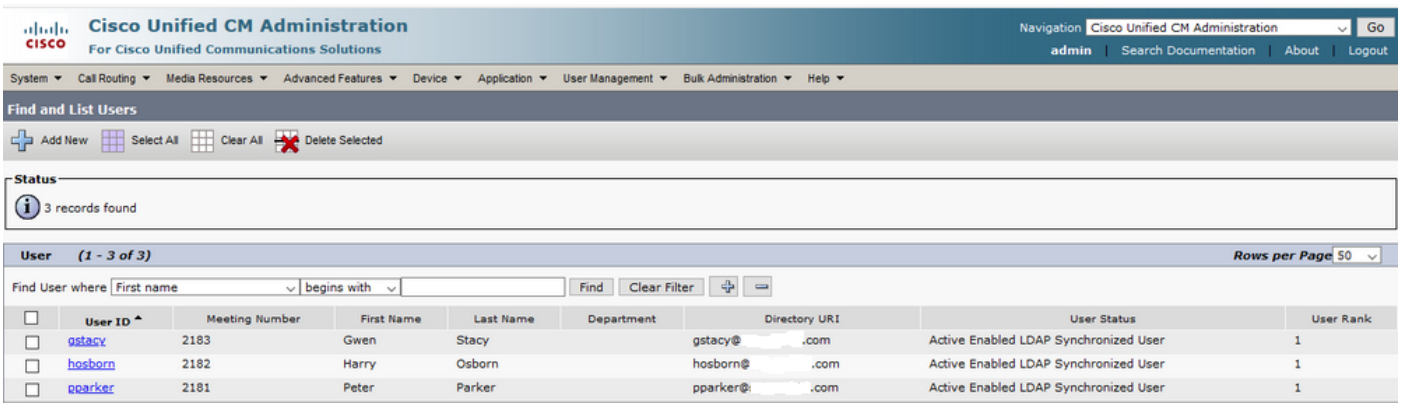 Cisco Unified CM Administration
For Cisco Unified Communications Solutions
CISCO
Navigation Cisco Unified CM Administration Go
admin | Search Documentation | About | Logout
System Call Routing Media Resources Advanced Features Device Application User Management Bulk Administration Help
Find and List Users
Add New Select All Clear All Delete Selected
Status
i 3 records found
User (1 - 3 of 3) Rows per Page 50
Find User where First name begins with Find Clear Filter
User ID Meeting Number First Name Last Name Department Directory URI User Status User Rank
gstacy 2183 Gwen Stacy gstacy@ .com Active Enabled LDAP Synchronized User 1
hosborn 2182 Harry Osborn hosborn@ .com Active Enabled LDAP Synchronized User 1
pparker 2181 Peter Parker pparker@ .com Active Enabled LDAP Synchronized User 1